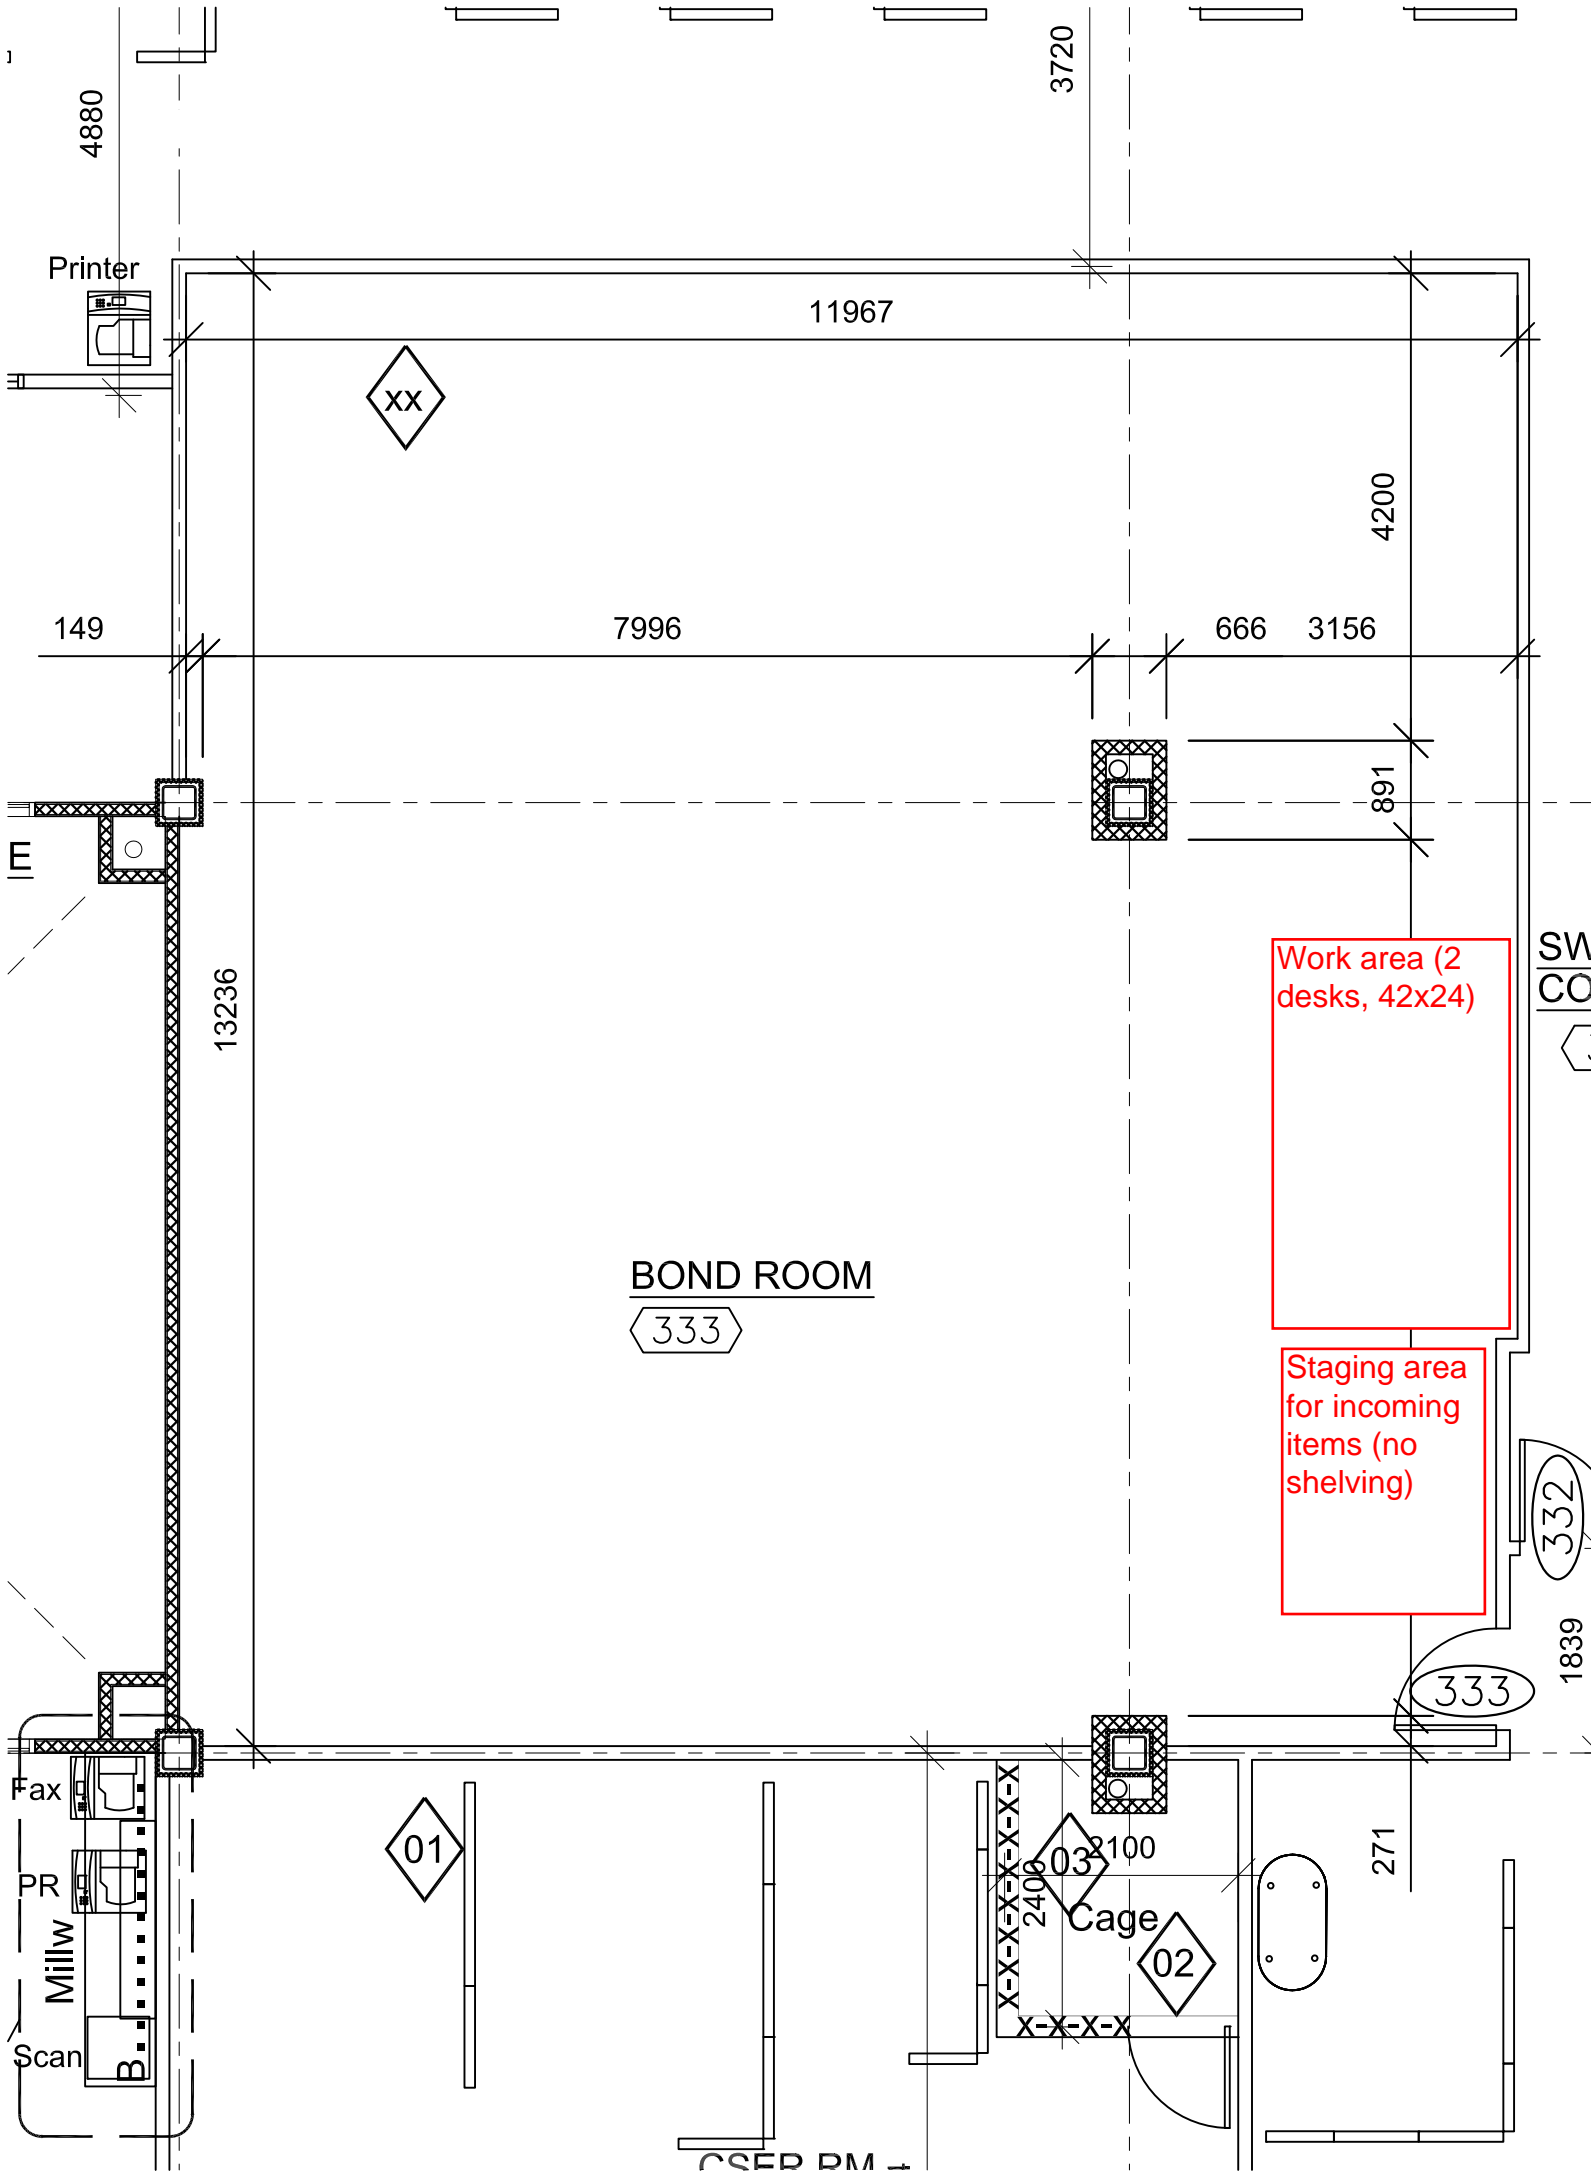 3720
4880
Printer
11967
xx
4200
149
7996
666
3156
891
E
Work area (2
desks, 42x24)
13236
BOND ROOM
333
Staging area
for incoming
items (no
shelving)
332
1839
333
Fax
01
03
2100
271
PR
2400
Cage
Millw
02
Scan
B
X-X-X-X